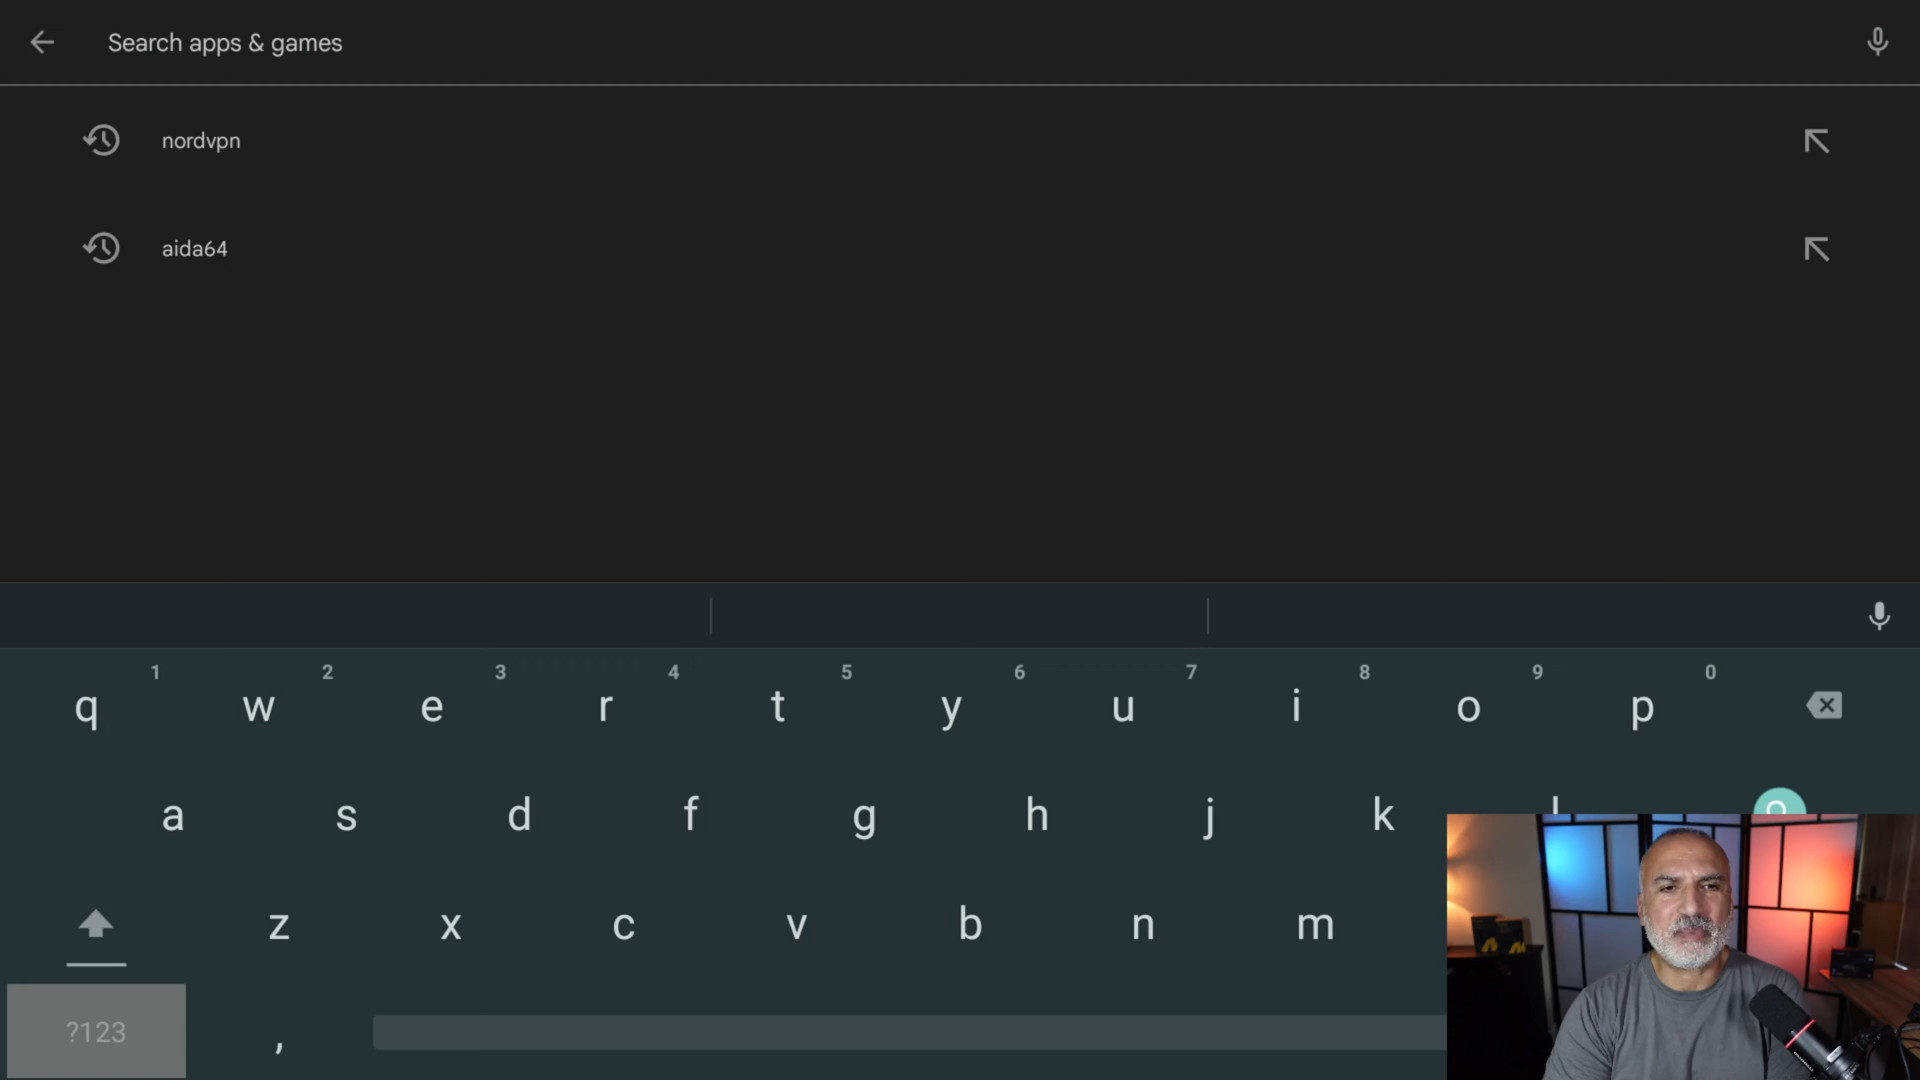 Search apps & games
nordvpn
aida64
1 2 3 4 5 6 7 8 9 0
q w e r t y u i o p
a s d f g h j k
z x c v b n m
?123 ,